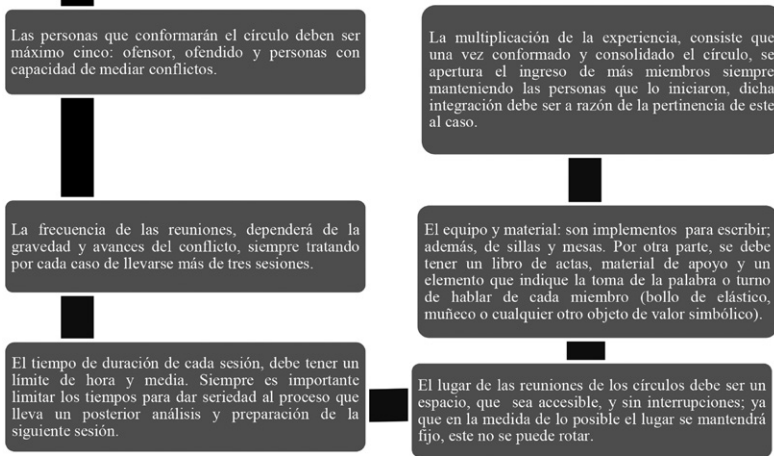 Las personas que conformarán el círculo deben ser
máximo cinco: ofensor, ofendido y personas con
capacidad de mediar conflictos.
La frecuencia de las reuniones, dependerá de la
gravedad y avances del conflicto, siempre tratando
por cada caso de llevarse más de tres sesiones.
El tiempo de duración de cada sesión, debe tener un
límite de hora y media. Siempre es importante
limitar los tiempos para dar seriedad al proceso que
lleva un posterior análisis y preparación de la
siguiente sesión.
El lugar de las reuniones de los círculos debe ser un
espacio, que sea accesible, y sin interrupciones; ya
que en la medida de lo posible el lugar se mantendrá
fijo, este no se puede rotar.
El equipo y material: son implementos para escribir;
además, de sillas y mesas. Por otra parte, se debe
tener un libro de actas, material de apoyo y un
elemento que indique la toma de la palabra o turno
de hablar de cada miembro (bollo de elástico,
muñeco o cualquier otro objeto de valor simbólico).
La multiplicación de la experiencia, consiste que
una vez conformado y consolidado el círculo, se
apertura el ingreso de más miembros siempre
manteniendo las personas que lo iniciaron, dicha
integración debe ser a razón de la pertinencia de este
al caso.